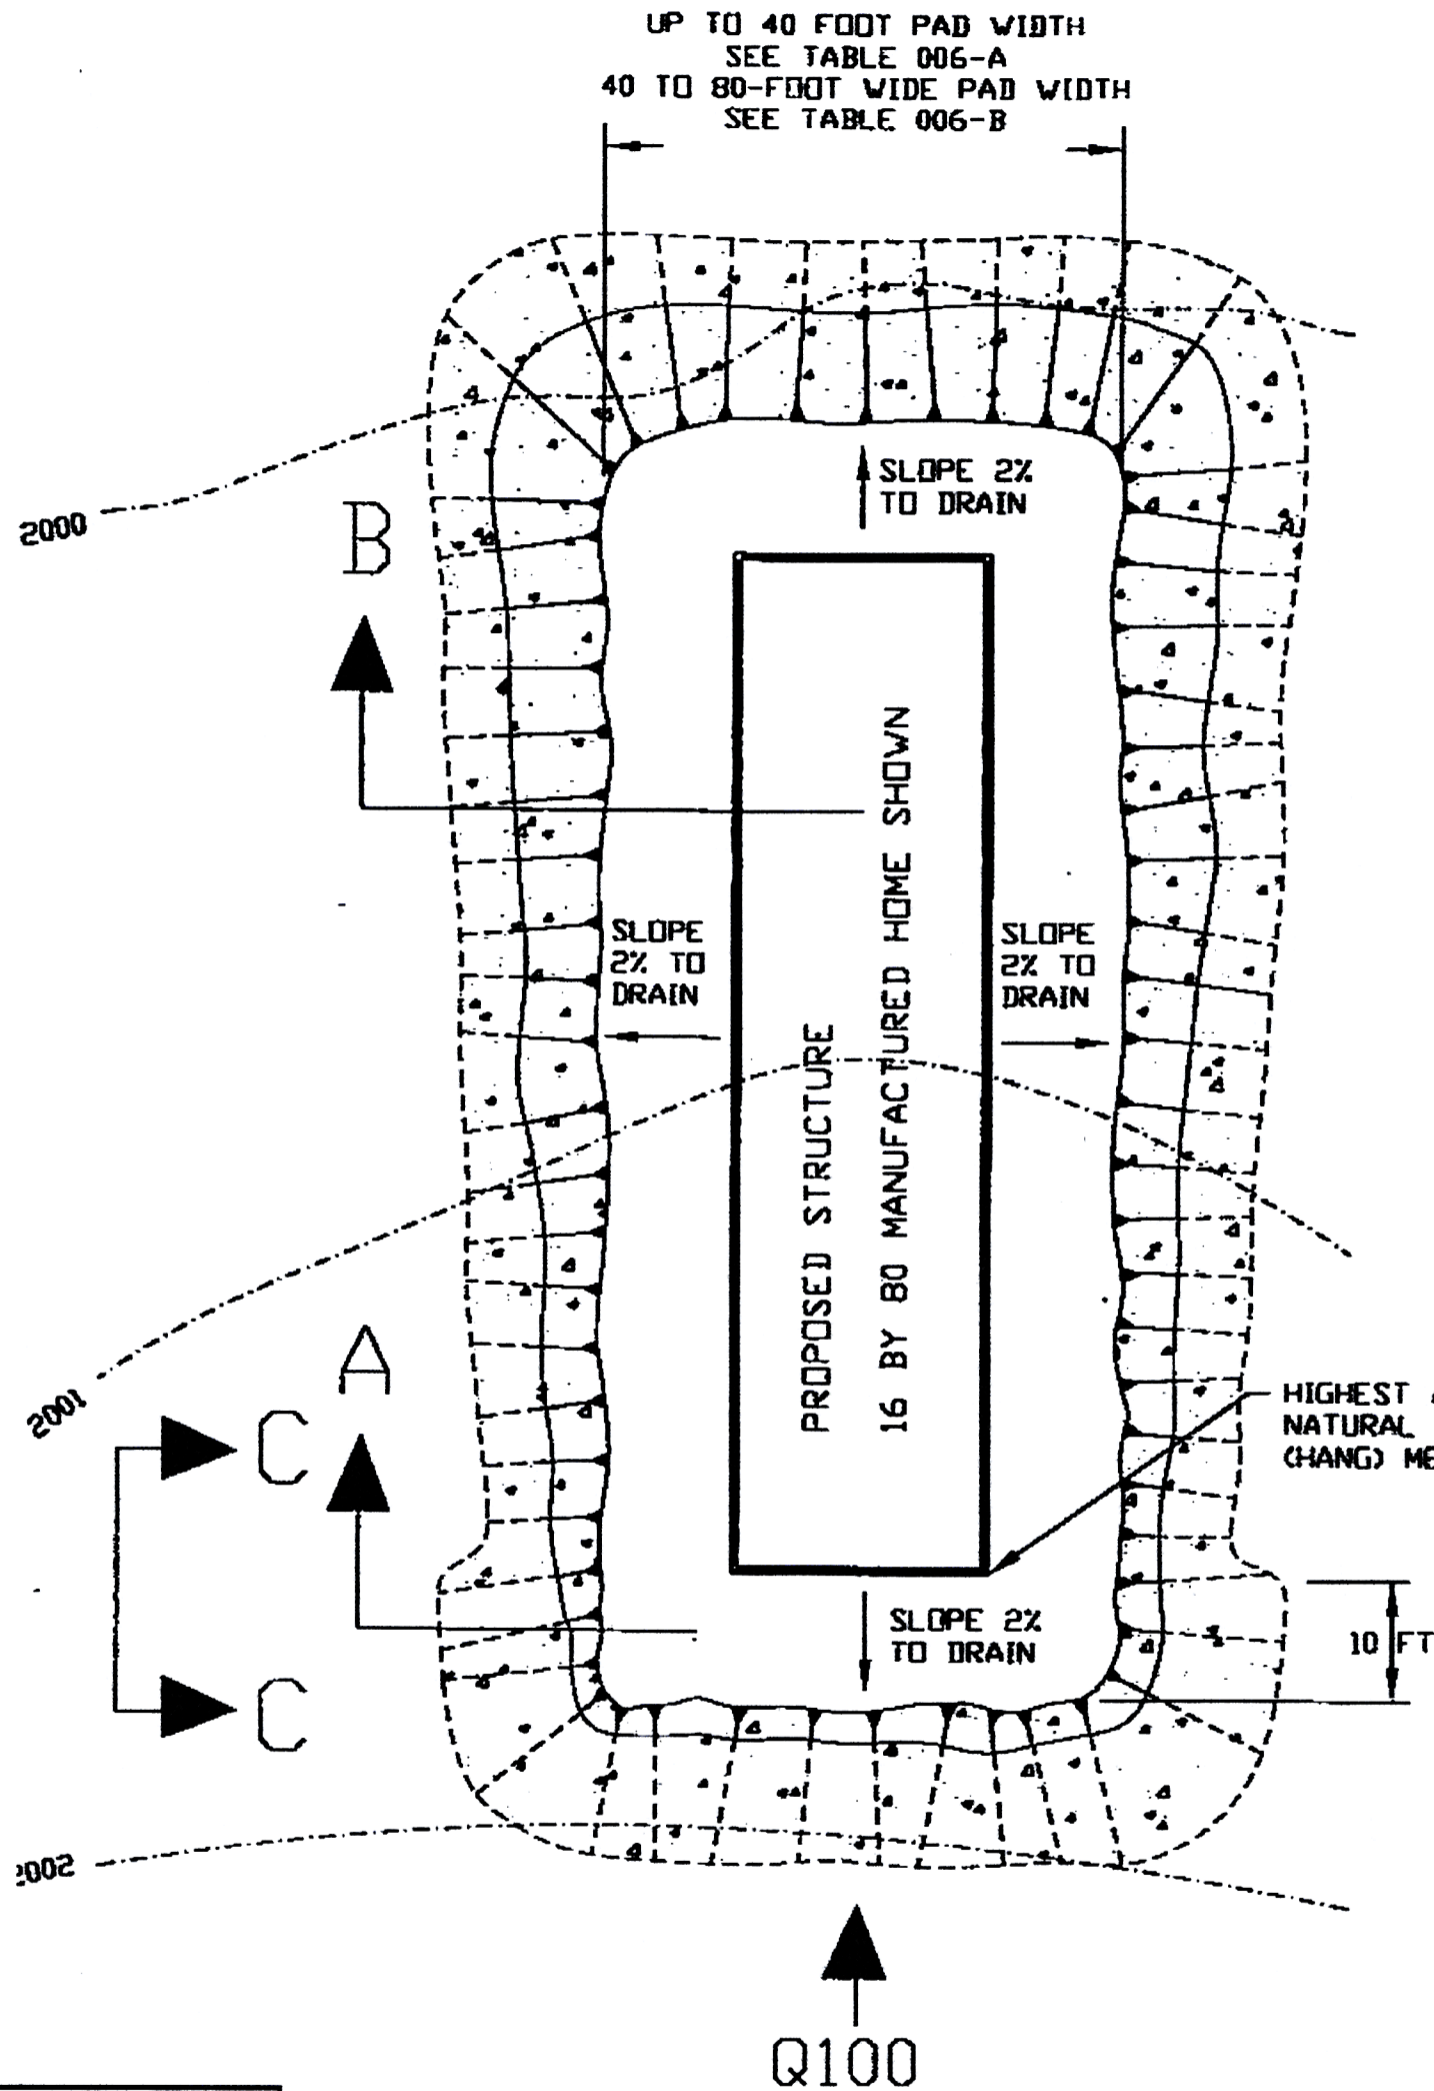 UP TO 40 FOOT PAD WIDTH
SEE TABLE 006-A
40 TO 80-FOOT WIDE PAD WIDTH
SEE TABLE 006-B
SLOPE 2%
TO DRAIN
2000
B
PROPOSED STRUCTURE
16 BY 80 MANUFACTURED HOME SHOWN
SLOPE
2% TO
DRAIN
SLOPE
2% TO
DRAIN
2001
A
C
HIGHEST
NATURAL
(HANG)
SLOPE 2%
TO DRAIN
10 FT
C
Q100